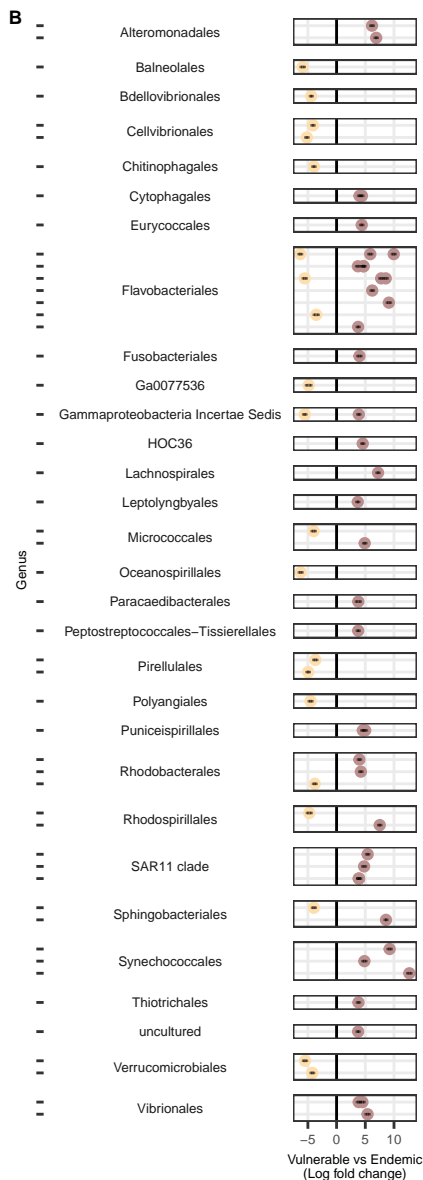 B
Alteromonadales
Balneolales
Bdellovibrionales
Cellvibrionales
Chitinophagales
Cytophagales
Eurycoccales
Flavobacteriales
Fusobacteriales
Ga0077536
Gammaproteobacteria Incertae Sedis
HOC36
Lachnospirales
Leptolyngbyales
Micrococcales
Oceanospirillales
Paracaedibacterales
Peptostreptococcales−Tissierellales
Pirellulales
Polyangiales
Puniceispirillales
Rhodobacterales
Rhodospirillales
SAR11 clade
Sphingobacteriales
Synechococcales
Thiotrichales
uncultured
Verrucomicrobiales
Vibrionales
Genus
−5 0 5 10
Vulnerable vs Endemic
(Log fold change)